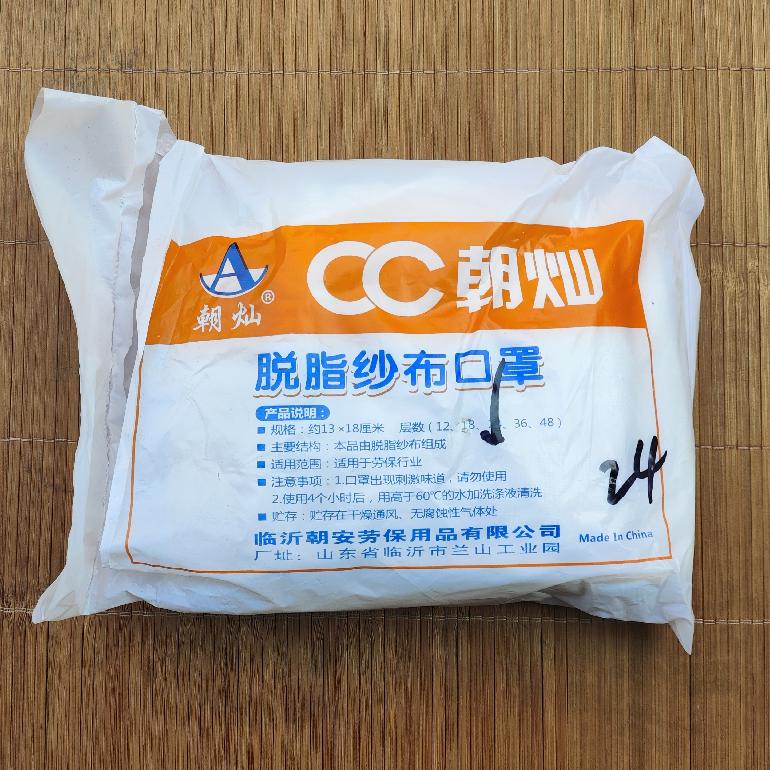 A
朝灿®
CC朝灿
脱脂纱布口罩
产品说明:
规格:约13×18厘米 层数(12、18、 、36、48)
主要结构:本品由脱脂纱布组成
适用范围:适用于劳保行业
注意事项:1.口罩出现刺激味道,请勿使用
2.使用4个小时后,用高于60℃的水加洗涤液清洗
贮存:贮存在干燥通风、无腐蚀性气体处
临沂朝安劳保用品有限公司
Made In China
厂址:山东省临沂市兰山工业园
24